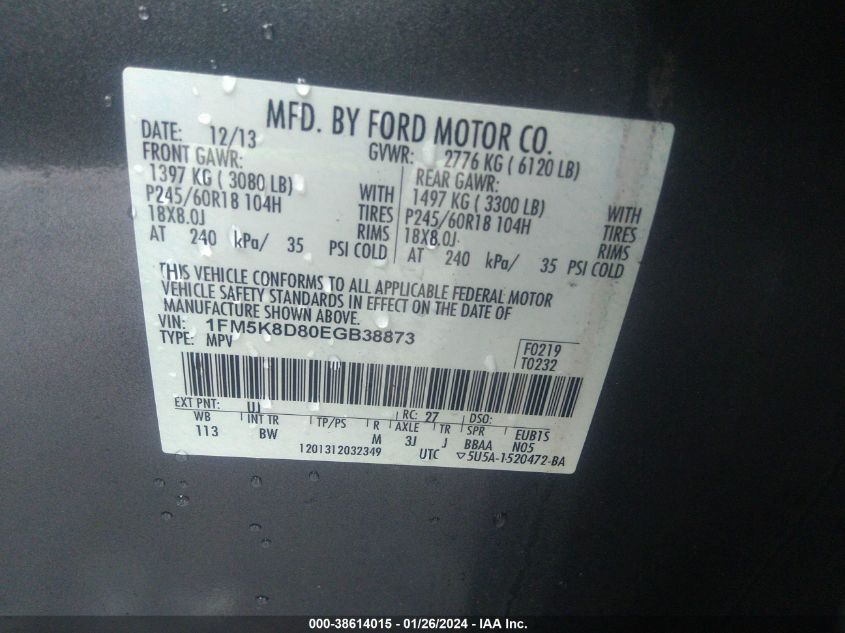 MFD. BY FORD MOTOR CO.
DATE: 12/13 GVWR: 2776 KG ( 6120 LB)
FRONT GAWR: REAR GAWR:
1397 KG ( 3080 LB) WITH 1497 KG ( 3300 LB) WITH
P245/60R18 104H TIRES P245/60R18 104H TIRES
18X8.0J RIMS 18X8.0J RIMS
AT 240 kPa/ 35 PSI COLD AT 240 kPa/ 35 PSI COLD
THIS VEHICLE CONFORMS TO ALL APPLICABLE FEDERAL MOTOR
VEHICLE SAFETY STANDARDS IN EFFECT ON THE DATE OF
MANUFACTURE SHOWN ABOVE.
VIN: 1FM5K8D80EGB38873
TYPE: MPV
F0219
T0232
EXT PNT: UJ RC: 27 DSO:
WB INT TR TP/PS R AXLE TR SPR EUB1S
113 BW M 3J J BBAA N05
1201312032349 UTC ▽5U5A-1520472-BA
000-38614015 - 01/26/2024 - IAA Inc.